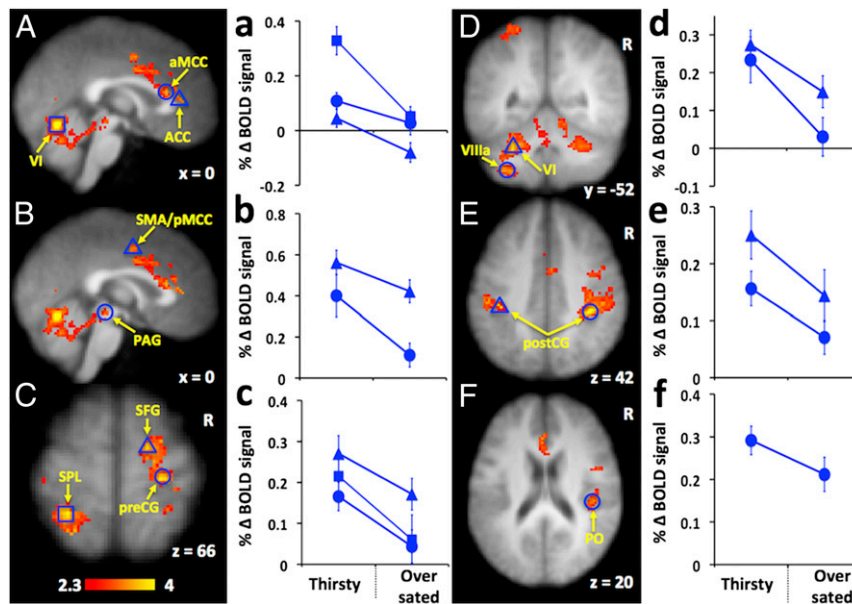 A
aMCC
ACC
VI
x = 0
a
% Δ BOLD signal
0.4
0.2
0
-0.2
D
R
VIIIa
VI
y = -52
d
% Δ BOLD signal
0.3
0.2
0.1
0
-0.1
B
SMA/pMCC
PAG
x = 0
b
% Δ BOLD signal
0.8
0.6
0.4
0.2
0
E
R
postCG
z = 42
e
% Δ BOLD signal
0.3
0.2
0.1
0
C
R
SFG
SPL
preCG
z = 66
2.3
4
c
% Δ BOLD signal
0.4
0.3
0.2
0.1
0
Thirsty
Over
sated
F
R
PO
z = 20
f
% Δ BOLD signal
0.4
0.3
0.2
0.1
0
Thirsty
Over
sated